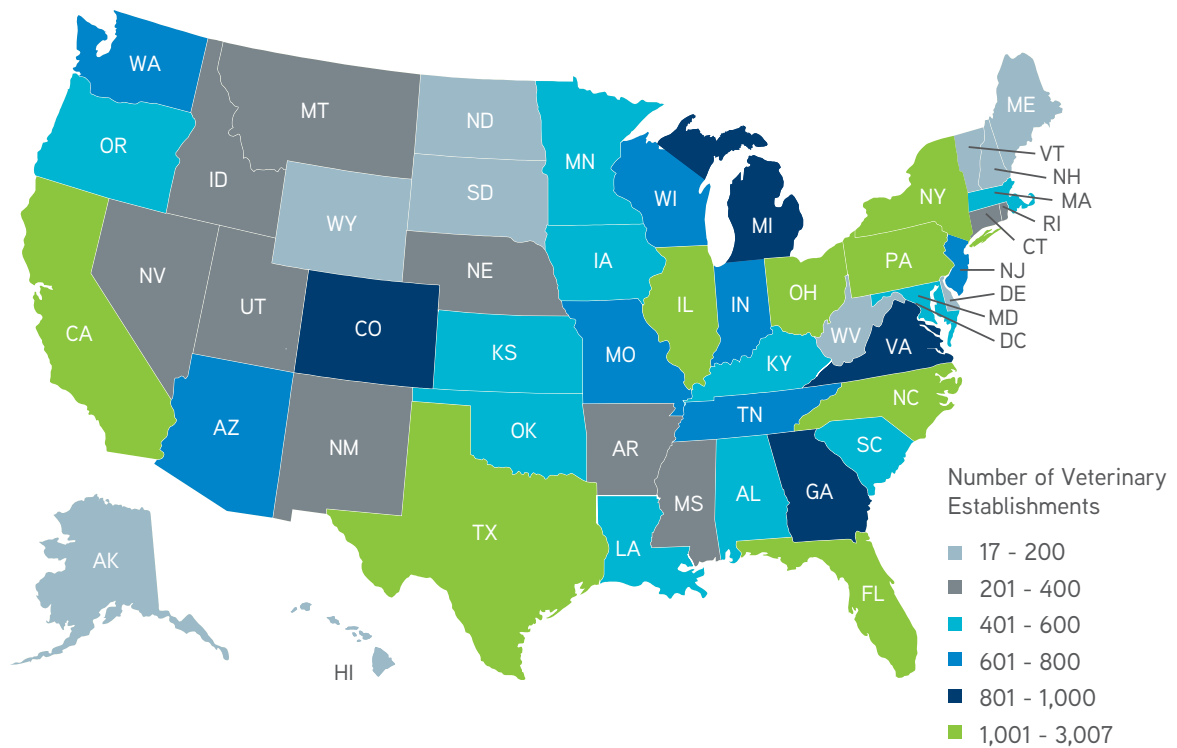 WA
MT
ND
ME
OR
MN
VT
ID
SD
WI
NH
NY
MA
WY
MI
RI
CT
IA
PA
NV
NE
NJ
UT
IL
IN
OH
DE
CA
CO
MD
WV
DC
KS
MO
KY
VA
AZ
NM
OK
AR
TN
NC
SC
MS
AL
GA
TX
LA
AK
FL
HI
Number of Veterinary
Establishments
17 - 200
201 - 400
401 - 600
601 - 800
801 - 1,000
1,001 - 3,007